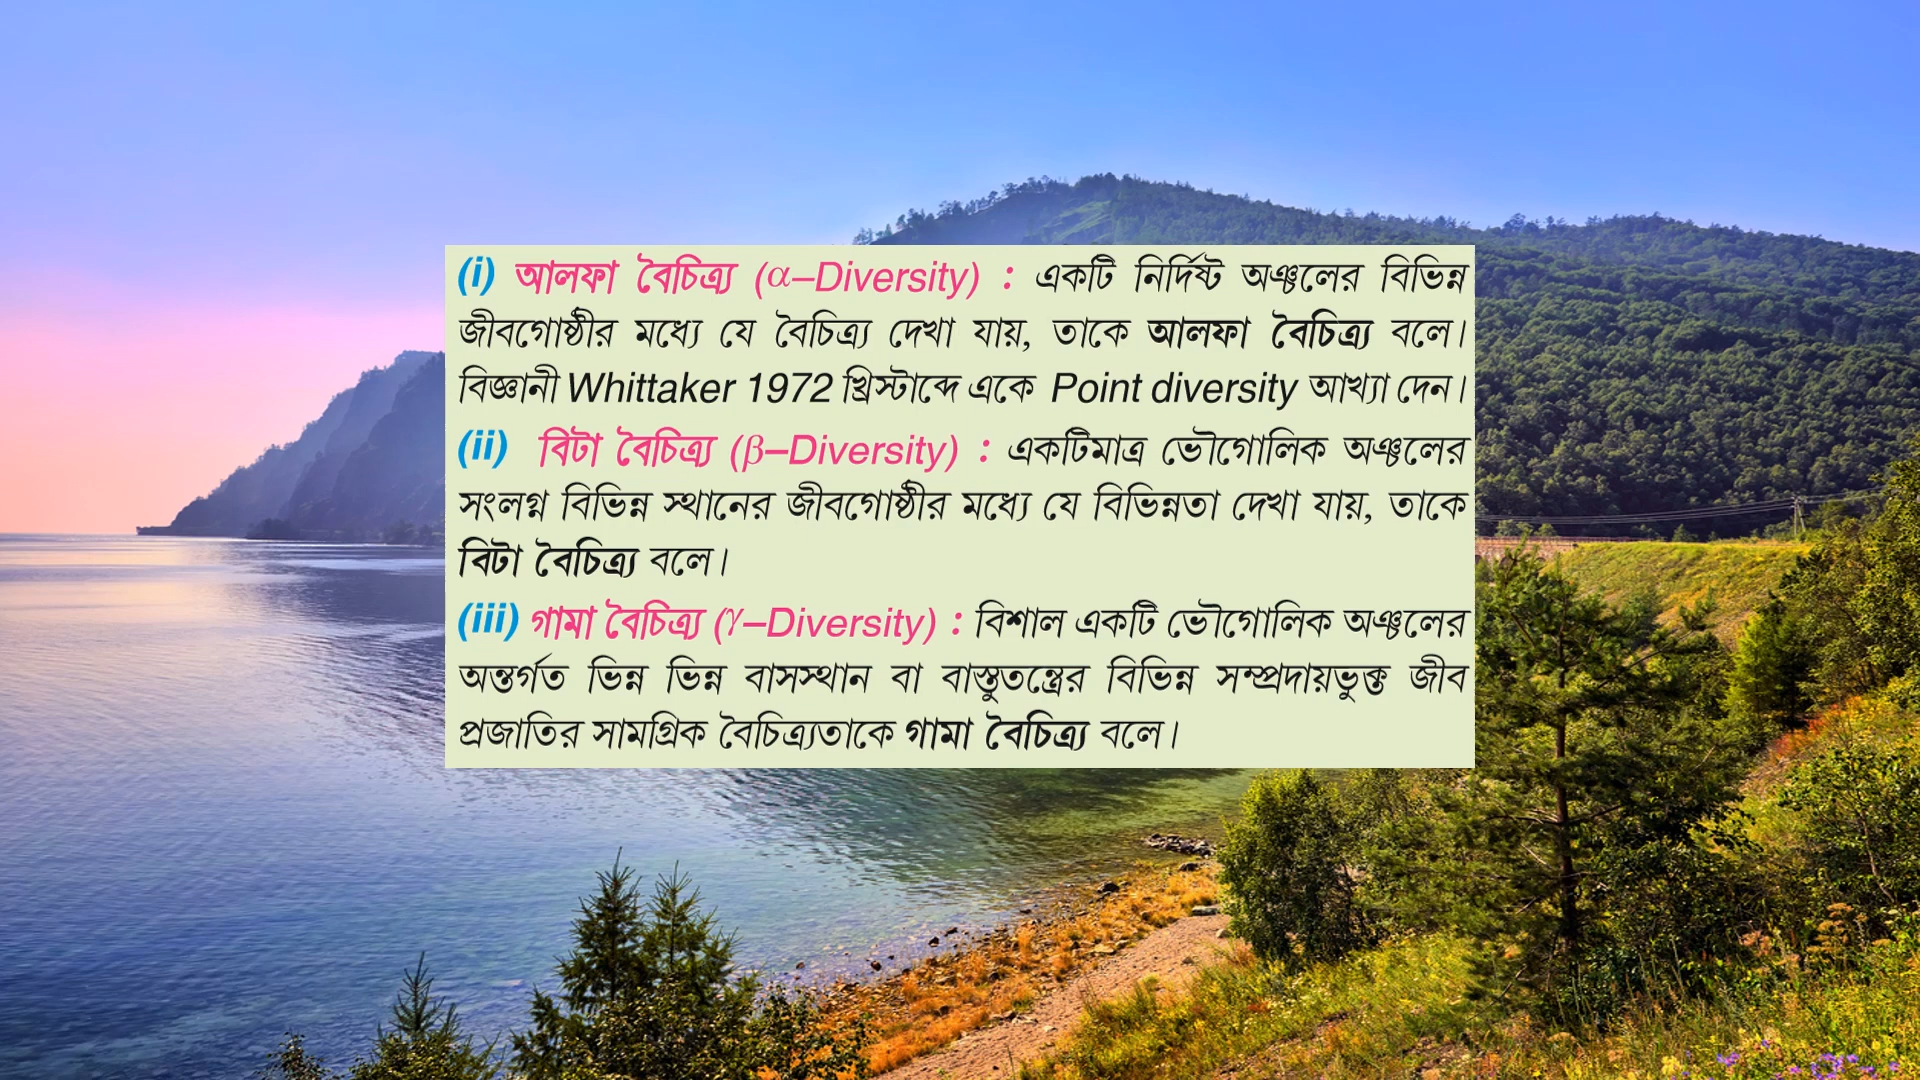 (i) আলফা বৈচিত্র্য (α–Diversity) : একটি নির্দিষ্ট অঞ্চলের বিভিন্ন
জীবগোষ্ঠীর মধ্যে যে বৈচিত্র্য দেখা যায়, তাকে আলফা বৈচিত্র্য বলে।
বিজ্ঞানী Whittaker 1972 খ্রিস্টাব্দে একে Point diversity আখ্যা দেন।
(ii) বিটা বৈচিত্র্য (β–Diversity) : একটিমাত্র ভৌগোলিক অঞ্চলের
সংলগ্ন বিভিন্ন স্থানের জীবগোষ্ঠীর মধ্যে যে বিভিন্নতা দেখা যায়, তাকে
বিটা বৈচিত্র্য বলে।
(iii) গামা বৈচিত্র্য (γ–Diversity) : বিশাল একটি ভৌগোলিক অঞ্চলের
অন্তর্গত ভিন্ন ভিন্ন বাসস্থান বা বাস্তুতন্ত্রের বিভিন্ন সম্প্রদায়ভুক্ত জীব
প্রজাতির সামগ্রিক বৈচিত্র্যতাকে গামা বৈচিত্র্য বলে।